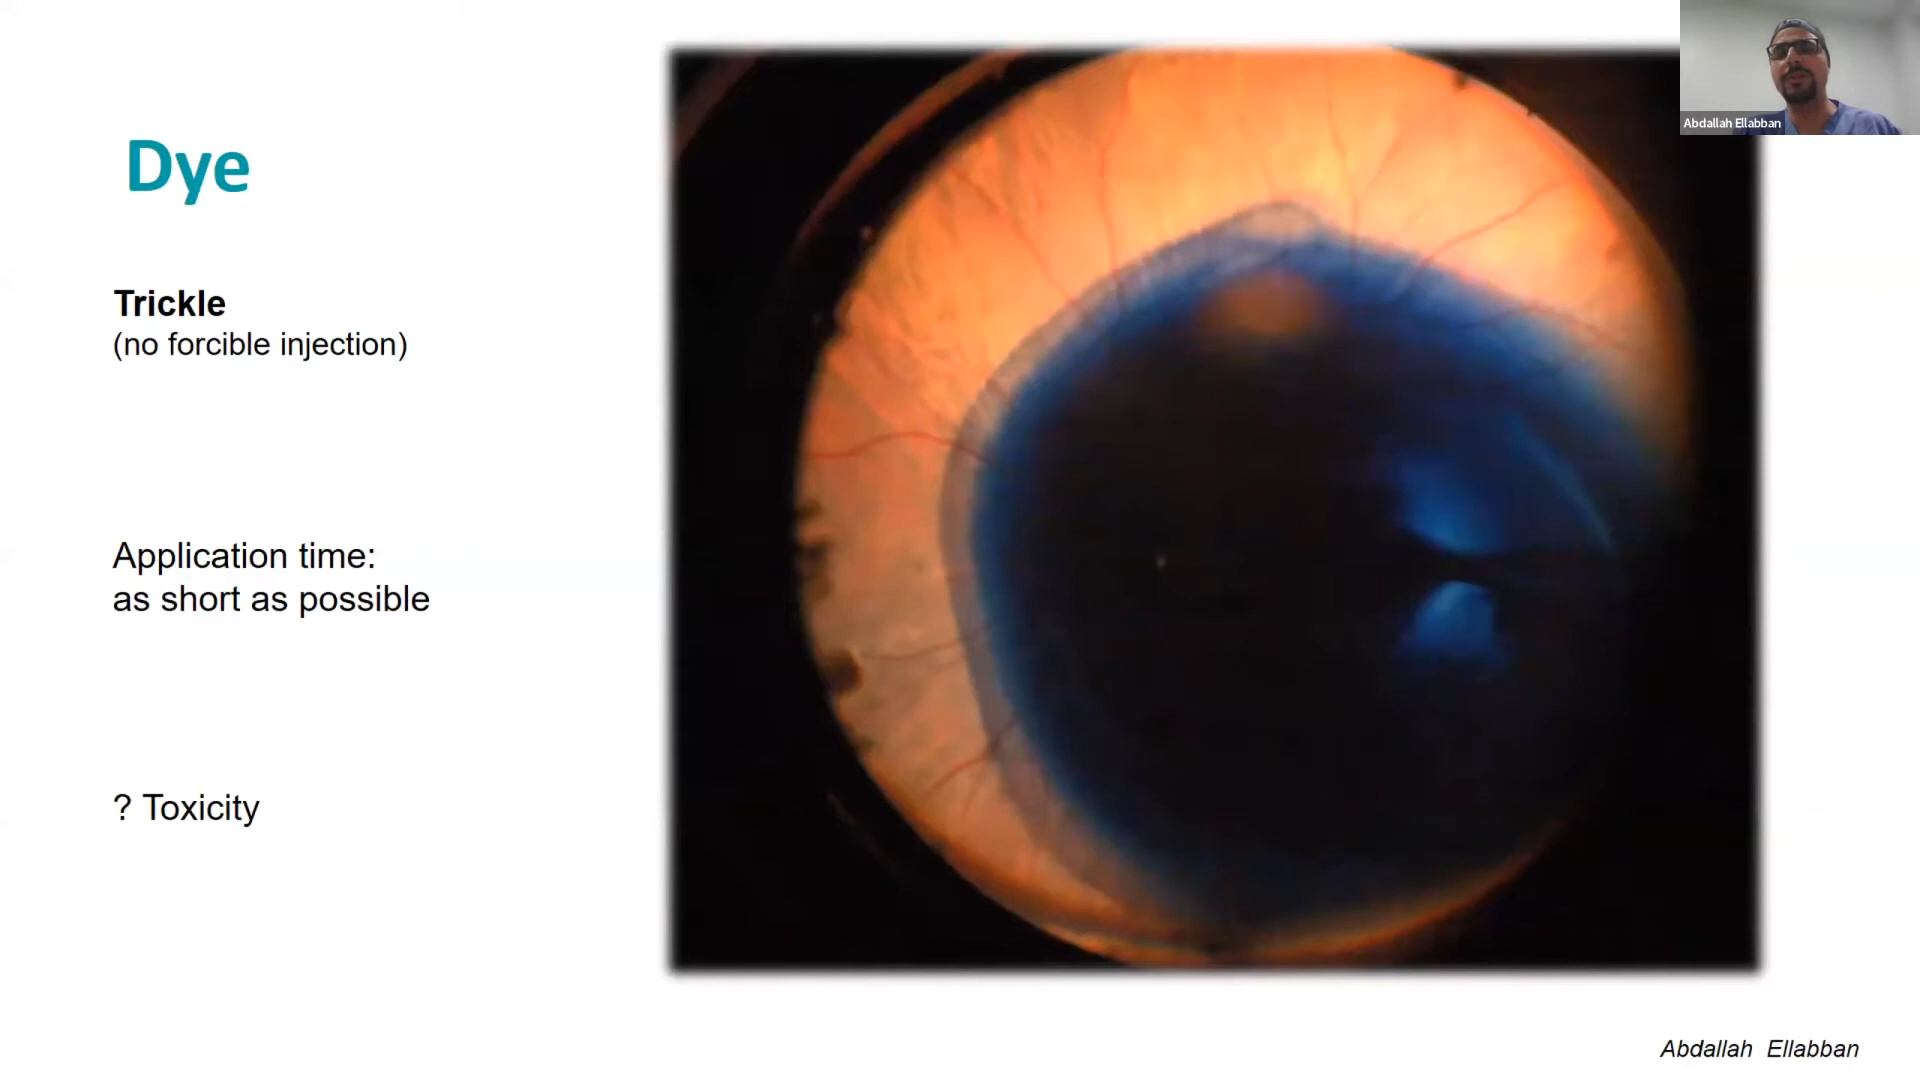 Abdallah Ellabban
Dye
Trickle
(no forcible injection)
Application time:
as short as possible
? Toxicity
Abdallah Ellabban